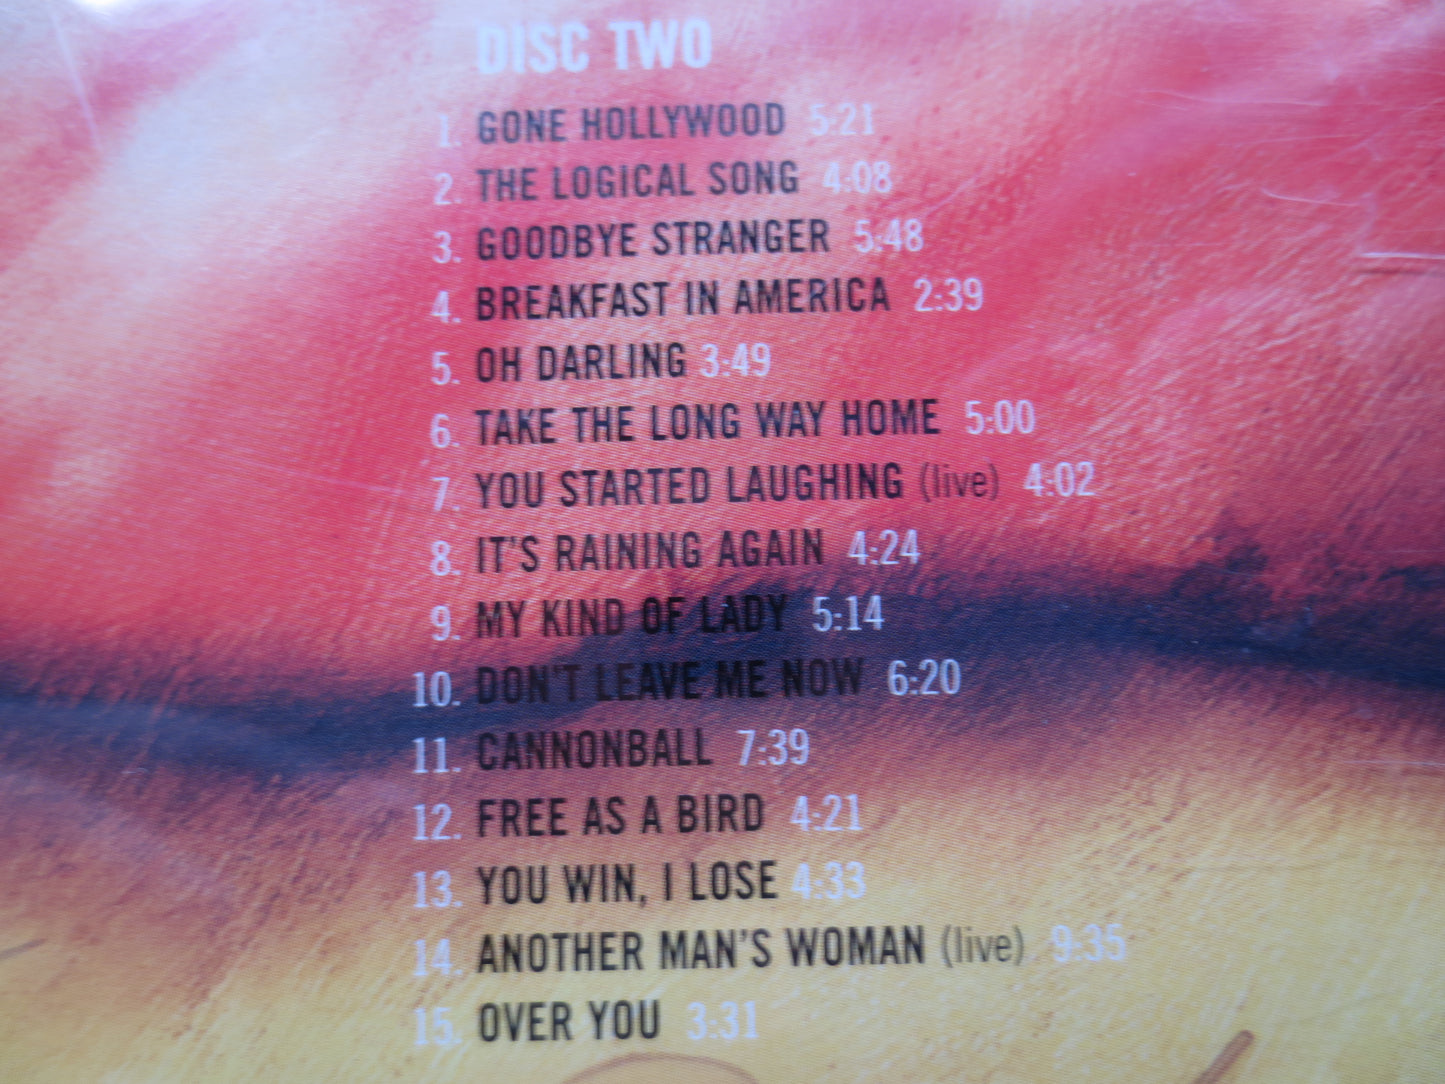 DISC TWO
1. GONE HOLLYWOOD 5:21
2. THE LOGICAL SONG 4:08
3. GOODBYE STRANGER 5:48
4. BREAKFAST IN AMERICA 2:39
5. OH DARLING 3:49
6. TAKE THE LONG WAY HOME 5:00
7. YOU STARTED LAUGHING (live) 4:02
8. IT'S RAINING AGAIN 4:24
9. MY KIND OF LADY 5:14
10. DON'T LEAVE ME NOW 6:20
11. CANNONBALL 7:39
12. FREE AS A BIRD 4:21
13. YOU WIN, I LOSE 4:33
14. ANOTHER MAN'S WOMAN (live) 9:35
15. OVER YOU 3:31